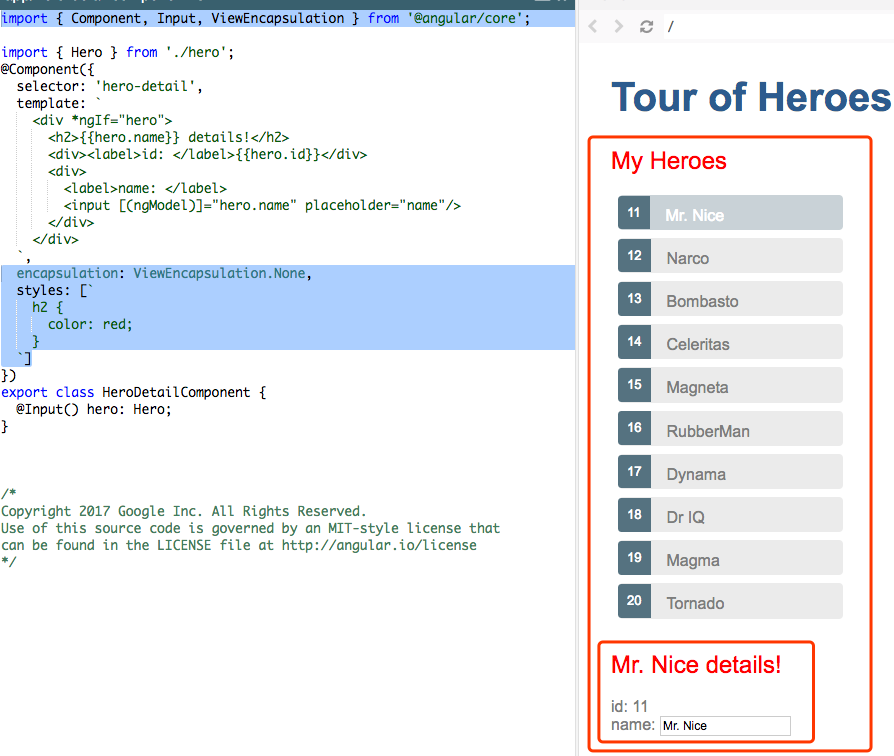 import { Component, Input, ViewEncapsulation } from '@angular/core';
import { Hero } from './hero';
@Component({
  selector: 'hero-detail',
  template: `
    <div *ngIf="hero">
      <h2>{{hero.name}} details!</h2>
      <div><label>id: </label>{{hero.id}}</div>
      <div>
        <label>name: </label>
        <input [(ngModel)]="hero.name" placeholder="name"/>
      </div>
    </div>
  `,
  encapsulation: ViewEncapsulation.None,
  styles: [`
    h2 {
      color: red;
    }
  `]
})
export class HeroDetailComponent {
  @Input() hero: Hero;
}
/*
Copyright 2017 Google Inc. All Rights Reserved.
Use of this source code is governed by an MIT-style license that
can be found in the LICENSE file at http://angular.io/license
*/
/
Tour of Heroes
My Heroes
11 Mr. Nice
12 Narco
13 Bombasto
14 Celeritas
15 Magneta
16 RubberMan
17 Dynama
18 Dr IQ
19 Magma
20 Tornado
Mr. Nice details!
id: 11
name: Mr. Nice